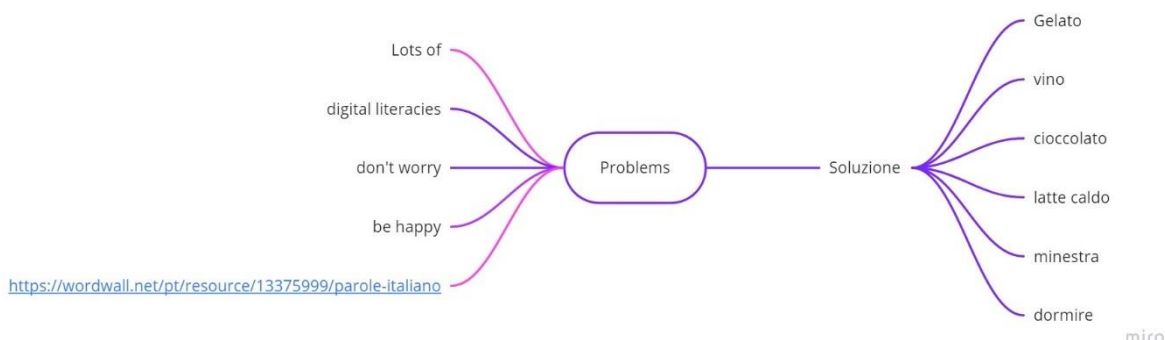 Lots of
digital literacies
don't worry
be happy
https://wordwall.net/pt/resource/13375999/parole-italiano
Problems
Soluzione
Gelato
vino
cioccolato
latte caldo
minestra
dormire
miro